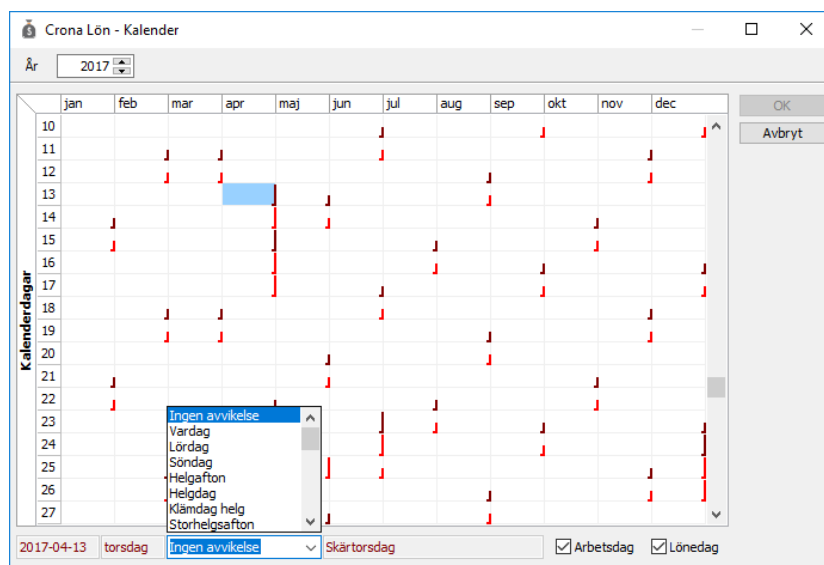 Crona Lön - Kalender
År 2017
jan feb mar apr maj jun jul aug sep okt nov dec
OK
Avbryt
Kalenderdagar
10
11
12
13
14
15
16
17
18
19
20
21
22
23
24
25
26
27
Ingen avvikelse
Vardag
Lördag
Söndag
Helgafton
Helgdag
Klämdag helg
Storhelgsafton
2017-04-13 torsdag Ingen avvikelse Skärtorsdag Arbetsdag Lönedag